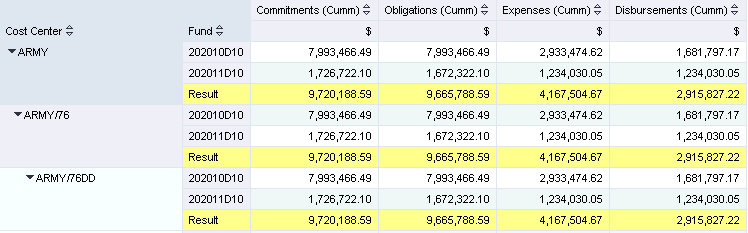 Commitments (Cumm) Obligations (Cumm) Expenses (Cumm) Disbursements (Cumm)
Cost Center Fund $ $ $ $
ARMY 202010D10 7,993,466.49 7,993,466.49 2,933,474.62 1,681,797.17
202011D10 1,726,722.10 1,672,322.10 1,234,030.05 1,234,030.05
Result 9,720,188.59 9,665,788.59 4,167,504.67 2,915,827.22
ARMY/76 202010D10 7,993,466.49 7,993,466.49 2,933,474.62 1,681,797.17
202011D10 1,726,722.10 1,672,322.10 1,234,030.05 1,234,030.05
Result 9,720,188.59 9,665,788.59 4,167,504.67 2,915,827.22
ARMY/76DD 202010D10 7,993,466.49 7,993,466.49 2,933,474.62 1,681,797.17
202011D10 1,726,722.10 1,672,322.10 1,234,030.05 1,234,030.05
Result 9,720,188.59 9,665,788.59 4,167,504.67 2,915,827.22